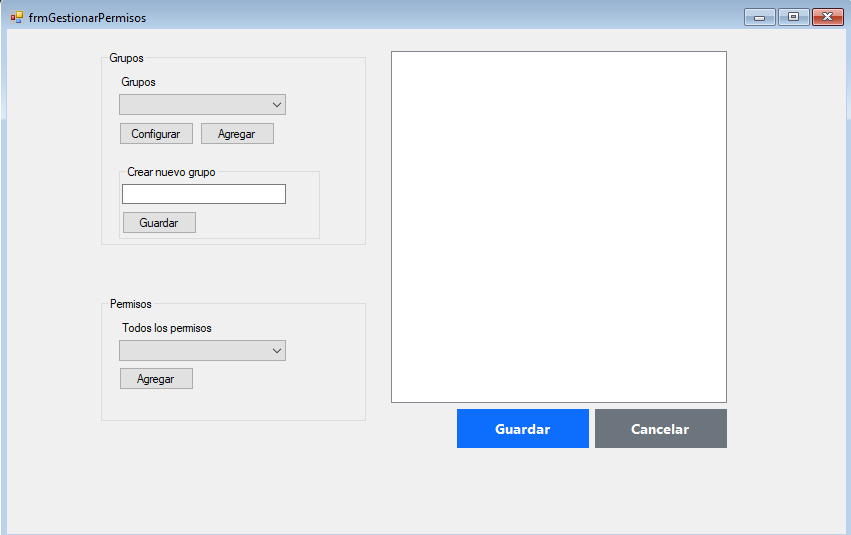 frmGestionarPermisos
Grupos
Grupos
Configurar
Agregar
Crear nuevo grupo
Guardar
Permisos
Todos los permisos
Agregar
Guardar
Cancelar